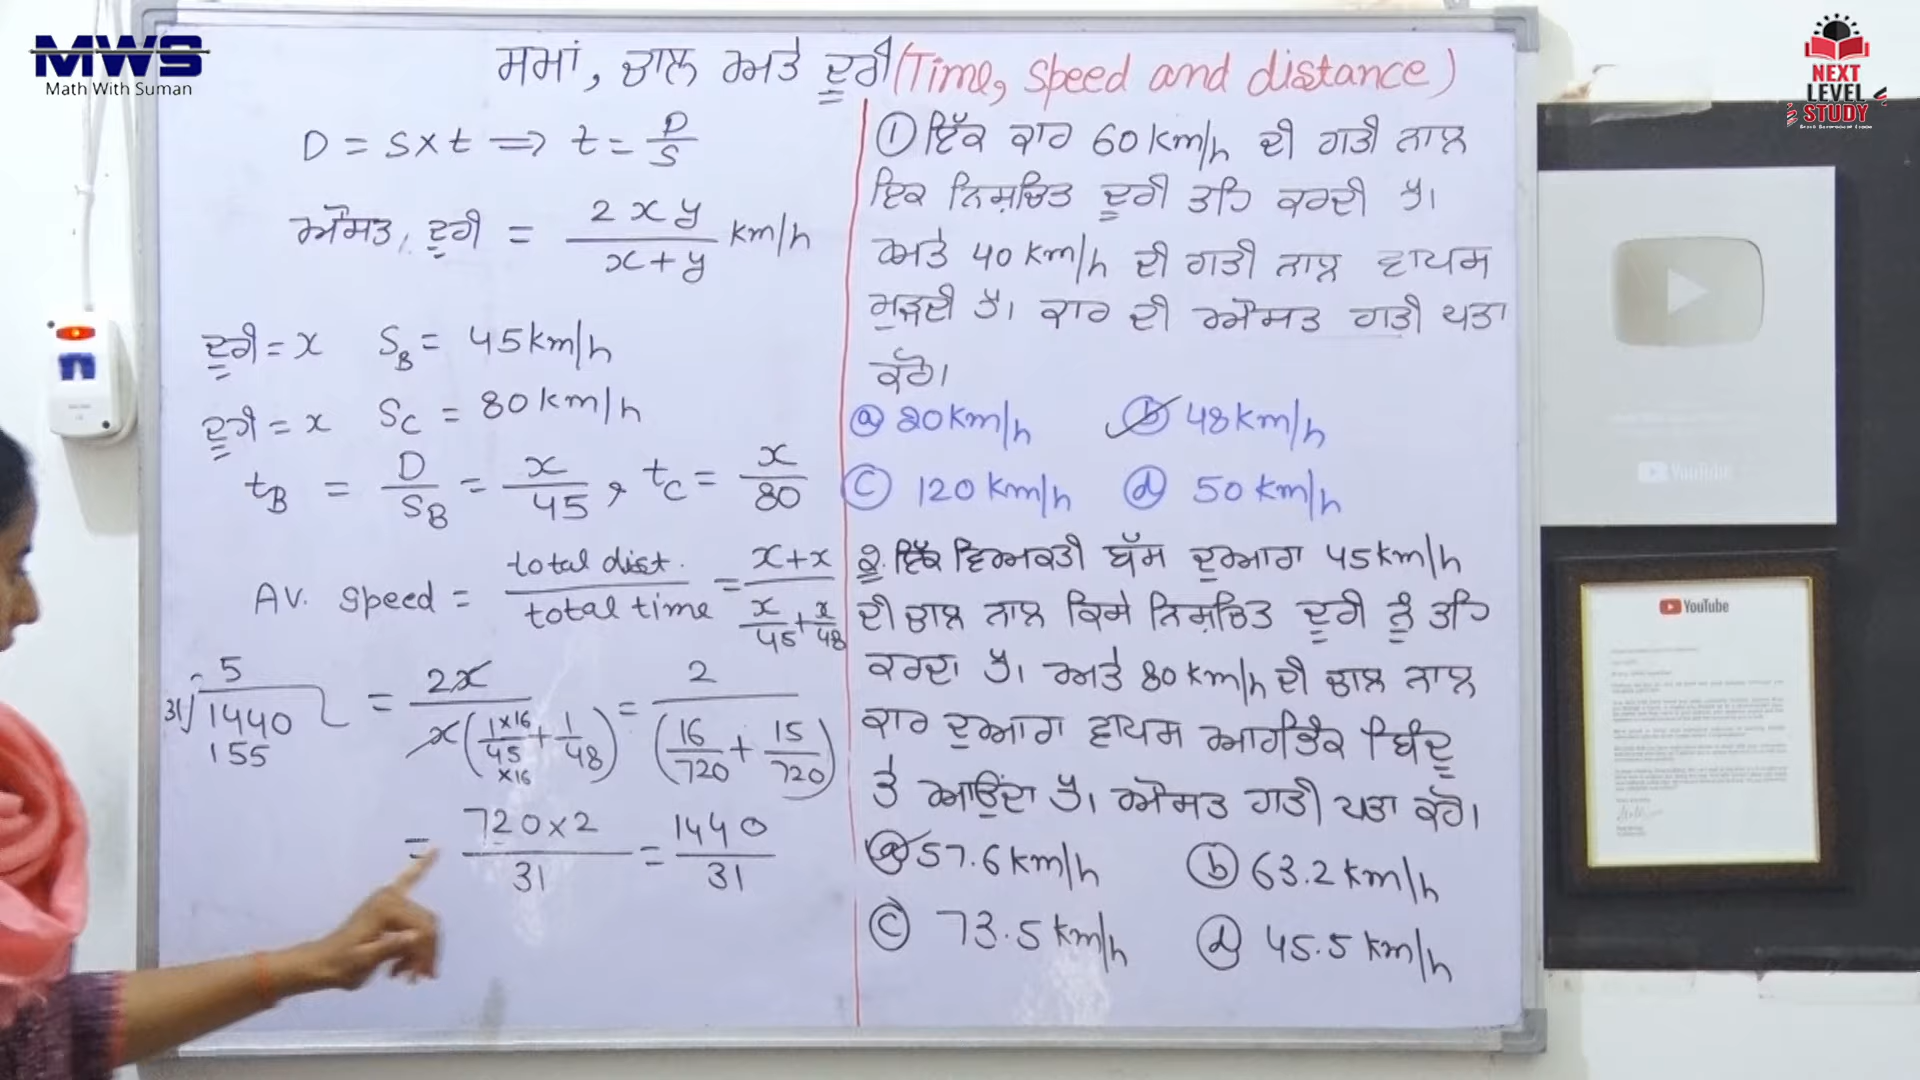 MWS
Math With Suman
NEXT
LEVEL
STUDY
ਸਮਾਂ, ਚਾਲ ਅਤੇ ਦੂਰੀ (Time, speed and distance)
D = S×t ⇒ t = D/S
ਔਸਤ, ਦੂਰੀ = 2xy/(x+y) km/h
ਦੂਰੀ = x S_B = 45 km/h
ਦੂਰੀ = x S_C = 80 km/h
t_B = D/S_B = x/45, t_C = x/80
AV. speed = total dist./total time = (x+x)/(x/45 + x/48)
= 2x/(x(1×16/45×16 + 1/48)) = 2/(16/720 + 15/720)
5
31√1440
155
= 720×2/31 = 1440/31
① ਇੱਕ ਕਾਰ 60 km/h ਦੀ ਗਤੀ ਨਾਲ
ਇਕ ਨਿਸ਼ਚਿਤ ਦੂਰੀ ਤਹਿ ਕਰਦੀ ਹੈ।
ਅਤੇ 40 km/h ਦੀ ਗਤੀ ਨਾਲ ਵਾਪਸ
ਮੁੜਦੀ ਹੈ। ਕਾਰ ਦੀ ਔਸਤ ਗਤੀ ਪਤਾ
ਕਰੋ।
ⓐ 20 km/h ⓑ 48 km/h
ⓒ 120 km/h ⓓ 50 km/h
2. ਇੱਕ ਵਿਅਕਤੀ ਬੱਸ ਦੁਆਰਾ 45 km/h
ਦੀ ਚਾਲ ਨਾਲ ਕਿਸੇ ਨਿਸ਼ਚਿਤ ਦੂਰੀ ਨੂੰ ਤਹਿ
ਕਰਦਾ ਹੈ। ਅਤੇ 80 km/h ਦੀ ਚਾਲ ਨਾਲ
ਕਾਰ ਦੁਆਰਾ ਵਾਪਸ ਆਰੰਭਿਕ ਬਿੰਦੂ
ਤੇ ਆਉਂਦਾ ਹੈ। ਔਸਤ ਗਤੀ ਪਤਾ ਕਰੋ।
ⓐ 57.6 km/h ⓑ 63.2 km/h
ⓒ 73.5 km/h ⓓ 45.5 km/h
YouTube
YouTube